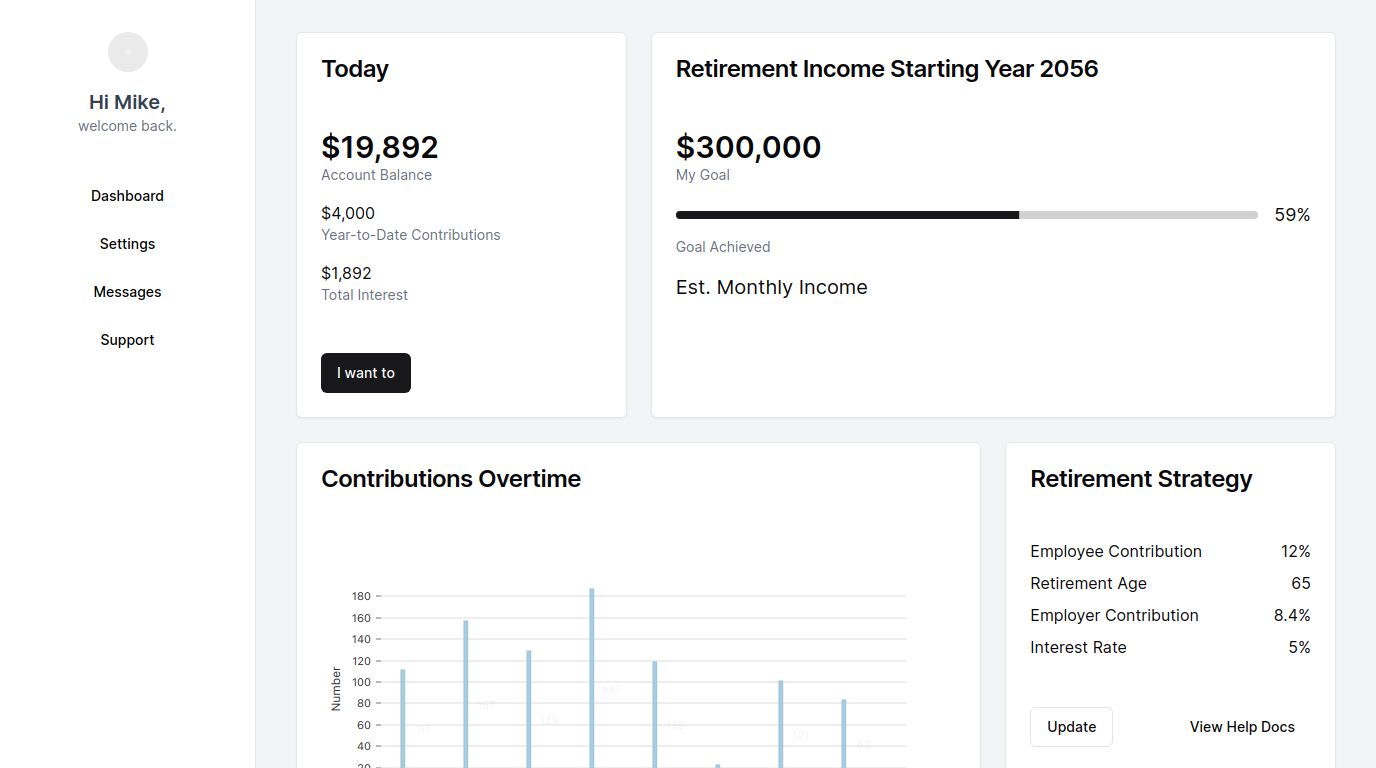 Hi Mike,
welcome back.
Dashboard
Settings
Messages
Support
Today
$19,892
Account Balance
$4,000
Year-to-Date Contributions
$1,892
Total Interest
I want to
Retirement Income Starting Year 2056
$300,000
My Goal
59%
Goal Achieved
Est. Monthly Income
Contributions Overtime
180
160
140
120
100
80
60
40
20
Number
111
157
129
187
119
101
83
Retirement Strategy
Employee Contribution 12%
Retirement Age 65
Employer Contribution 8.4%
Interest Rate 5%
Update
View Help Docs